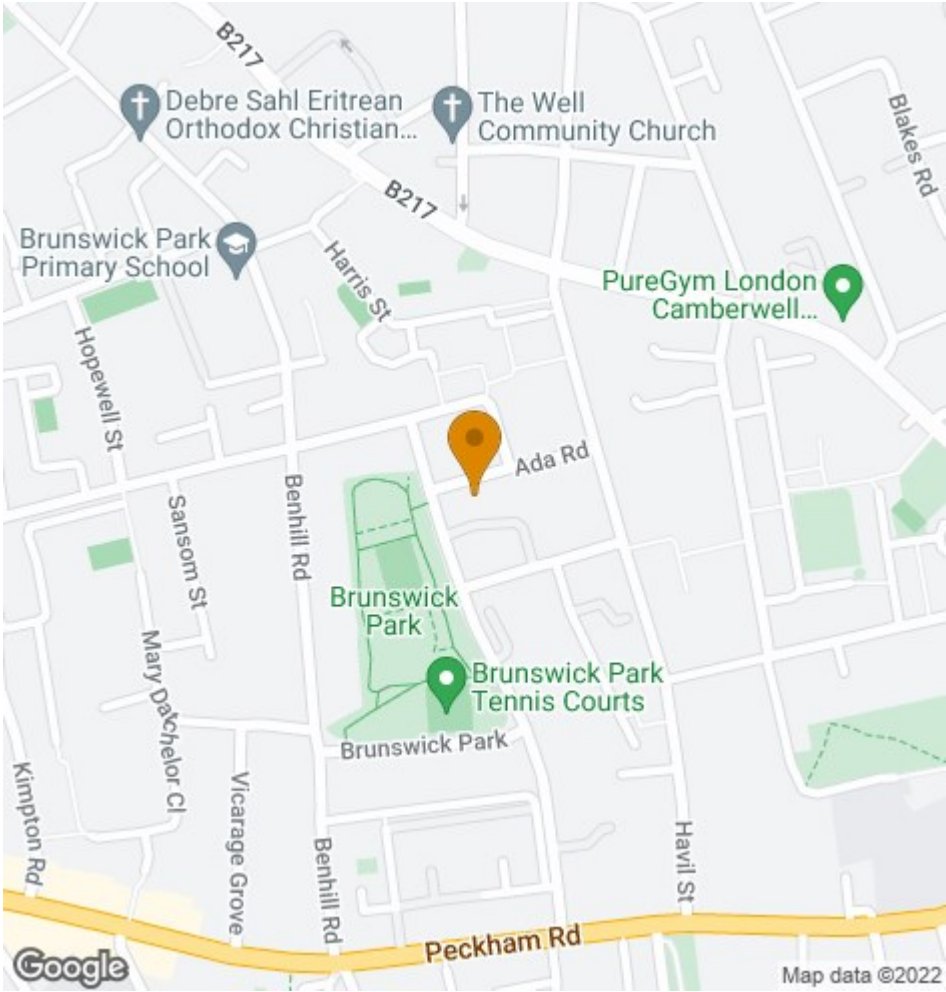 B217
Debre Sahl Eritrean
Orthodox Christian...
The Well
Community Church
Blakes Rd
B217
Brunswick Park
Primary School
Harris St
PureGym London
Camberwell...
Hopewell St
Ada Rd
Sansom St
Benhill Rd
Brunswick
Park
Mary Datchelor Cl
Brunswick Park
Tennis Courts
Brunswick Park
Kimpton Rd
Vicarage Grove
Benhill Rd
Havil St
Peckham Rd
Google
Map data ©2022